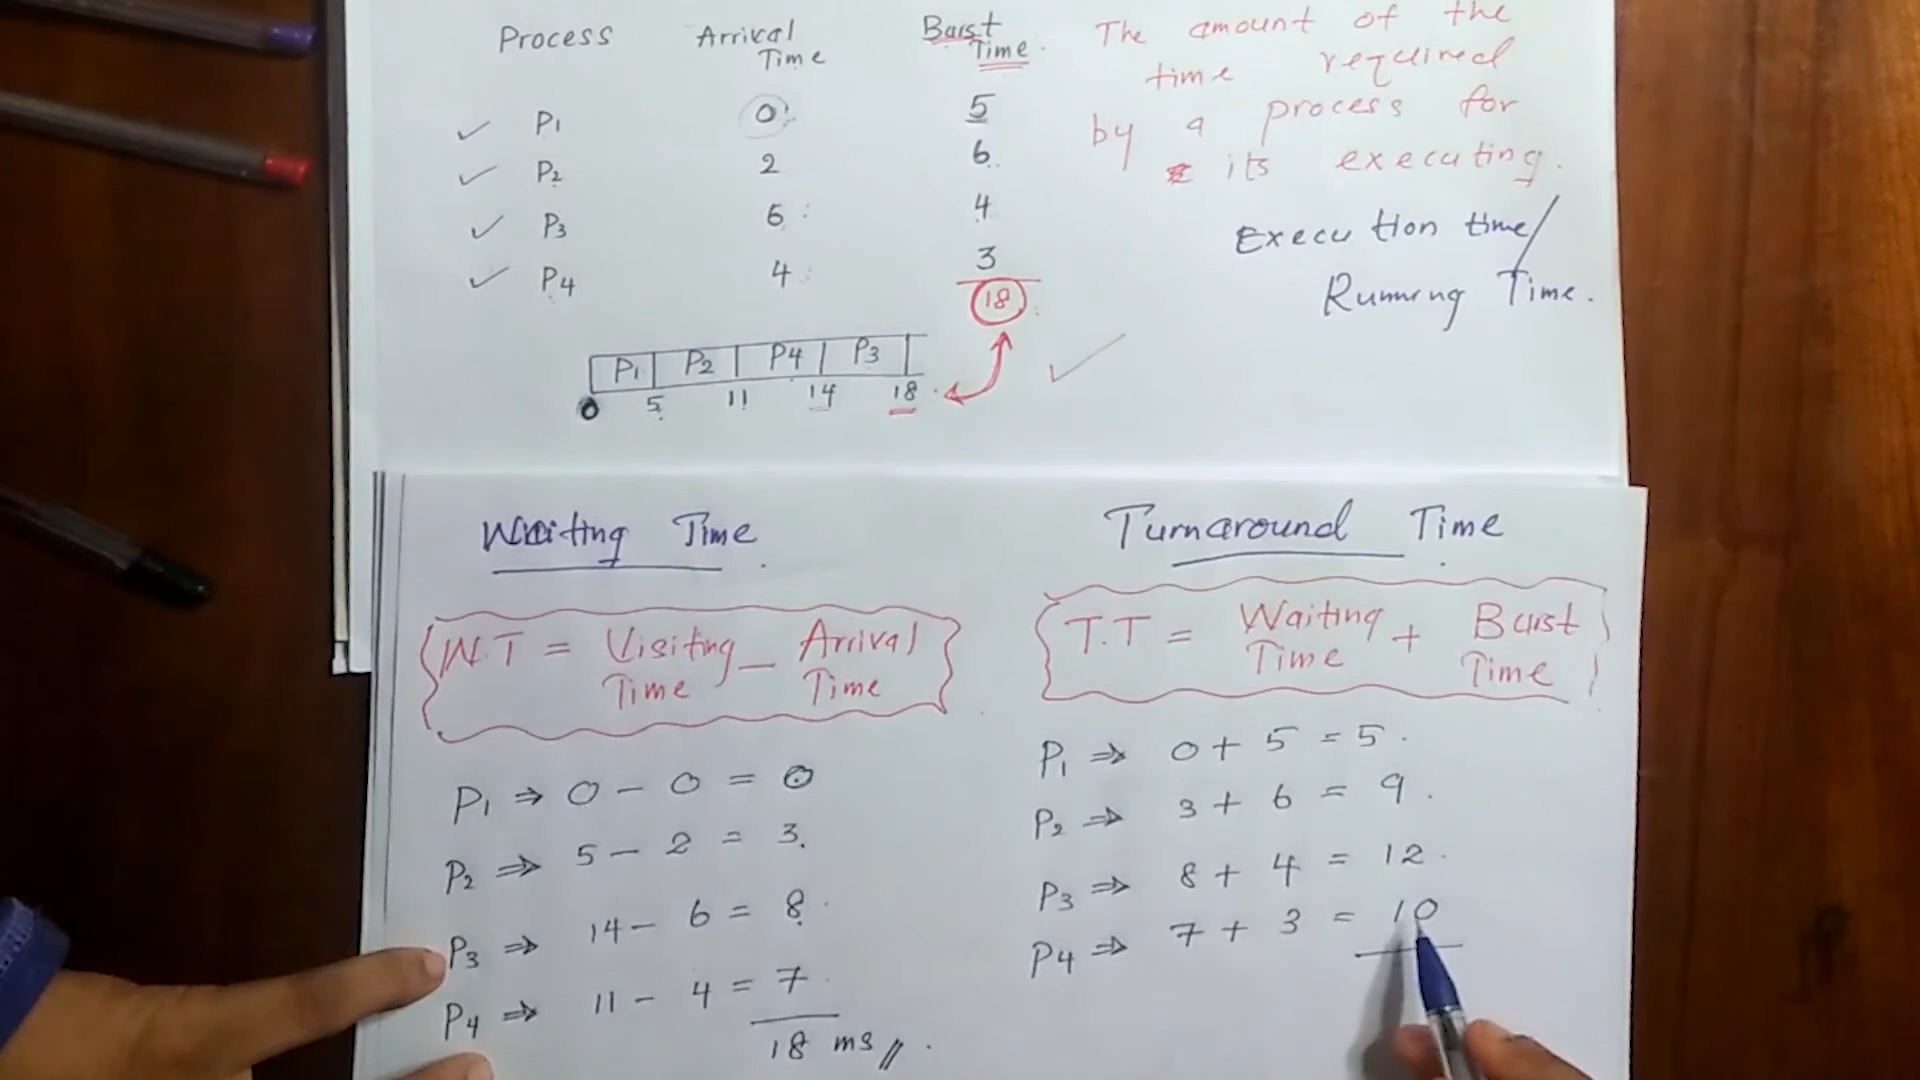 Process Arrival Time Burst Time.
P1 0 5
P2 2 6
P3 6 4
P4 4 3
18
The amount of the
time required
by a process for
its executing.
Execution time/
Running Time.
P1 P2 P4 P3
0 5 11 14 18
Waiting Time
W.T = Visiting Time - Arrival Time
P1 ⇒ 0 - 0 = 0
P2 ⇒ 5 - 2 = 3
P3 ⇒ 14 - 6 = 8
P4 ⇒ 11 - 4 = 7
18 ms //
Turnaround Time
T.T = Waiting Time + Burst Time
P1 ⇒ 0 + 5 = 5
P2 ⇒ 3 + 6 = 9
P3 ⇒ 8 + 4 = 12
P4 ⇒ 7 + 3 = 10